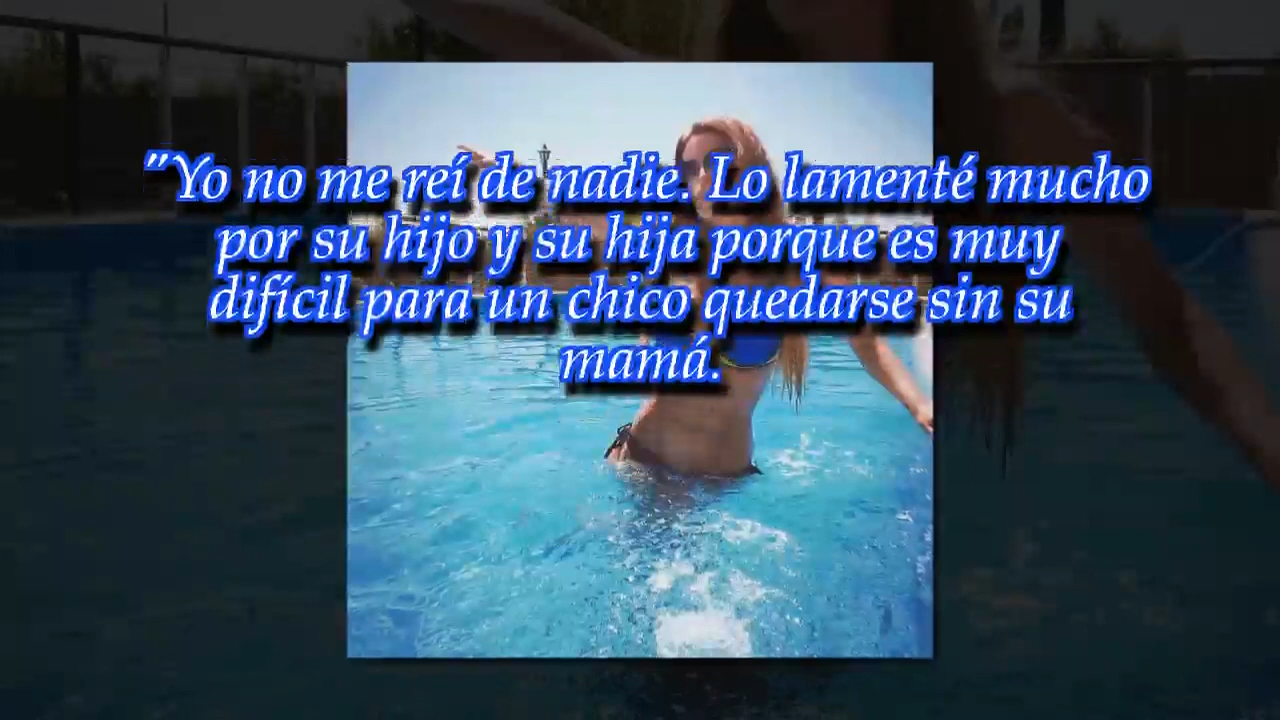 "Yo no me reí de nadie. Lo lamenté mucho
por su hijo y su hija porque es muy
difícil para un chico quedarse sin su
mamá.